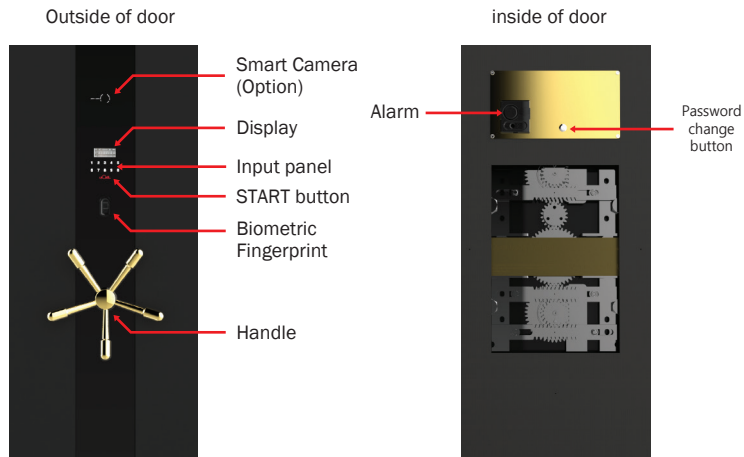 Outside of door
inside of door
Smart Camera
(Option)
Display
Input panel
START button
Biometric
Fingerprint
Handle
Alarm
Password
change
button